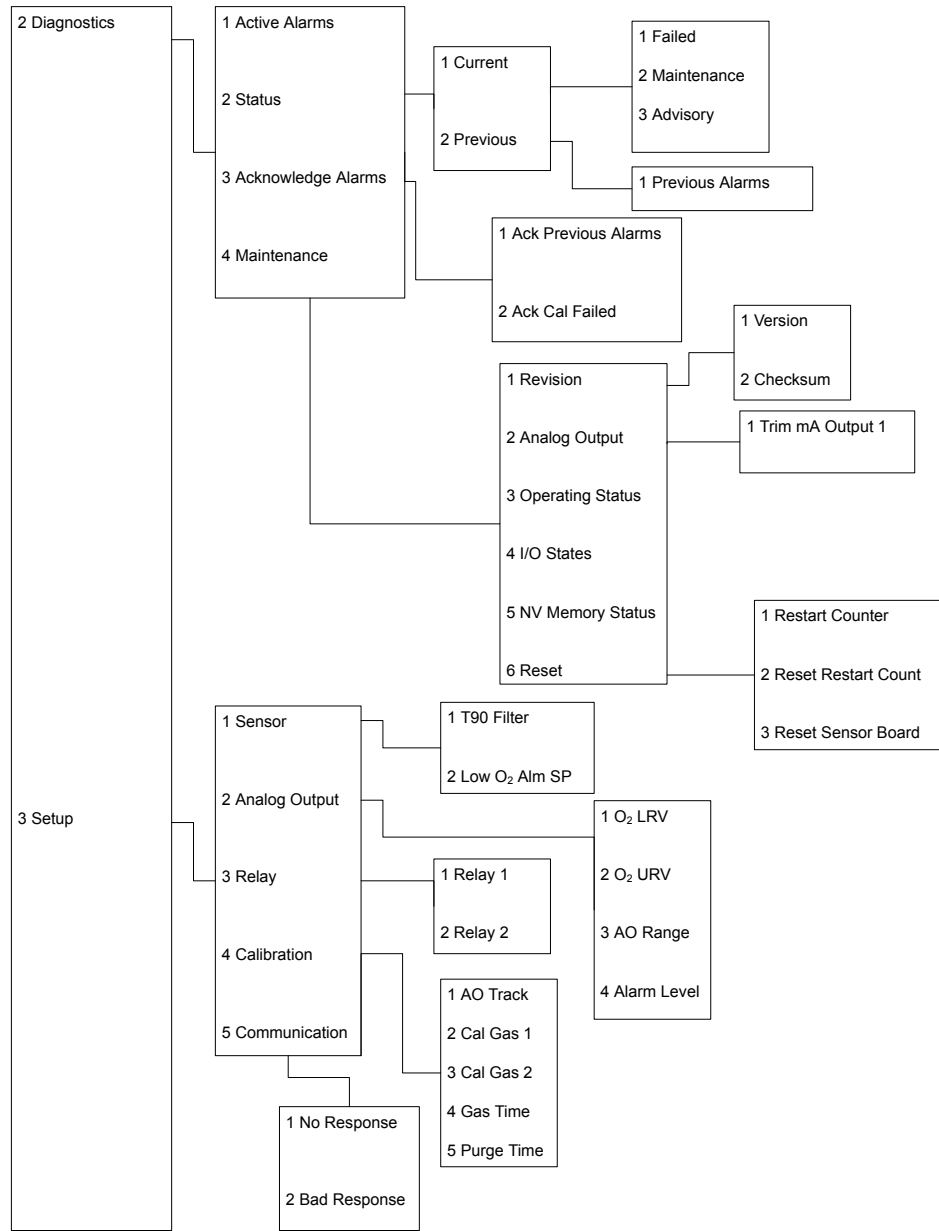 2 Diagnostics
1 Active Alarms
2 Status
3 Acknowledge Alarms
4 Maintenance
1 Current
2 Previous
1 Failed
2 Maintenance
3 Advisory
1 Previous Alarms
1 Ack Previous Alarms
2 Ack Cal Failed
1 Revision
2 Analog Output
3 Operating Status
4 I/O States
5 NV Memory Status
6 Reset
1 Version
2 Checksum
1 Trim mA Output 1
1 Restart Counter
2 Reset Restart Count
3 Reset Sensor Board
3 Setup
1 Sensor
2 Analog Output
3 Relay
4 Calibration
5 Communication
1 T90 Filter
2 Low O₂ Alm SP
1 O₂ LRV
2 O₂ URV
3 AO Range
4 Alarm Level
1 Relay 1
2 Relay 2
1 AO Track
2 Cal Gas 1
3 Cal Gas 2
4 Gas Time
5 Purge Time
1 No Response
2 Bad Response